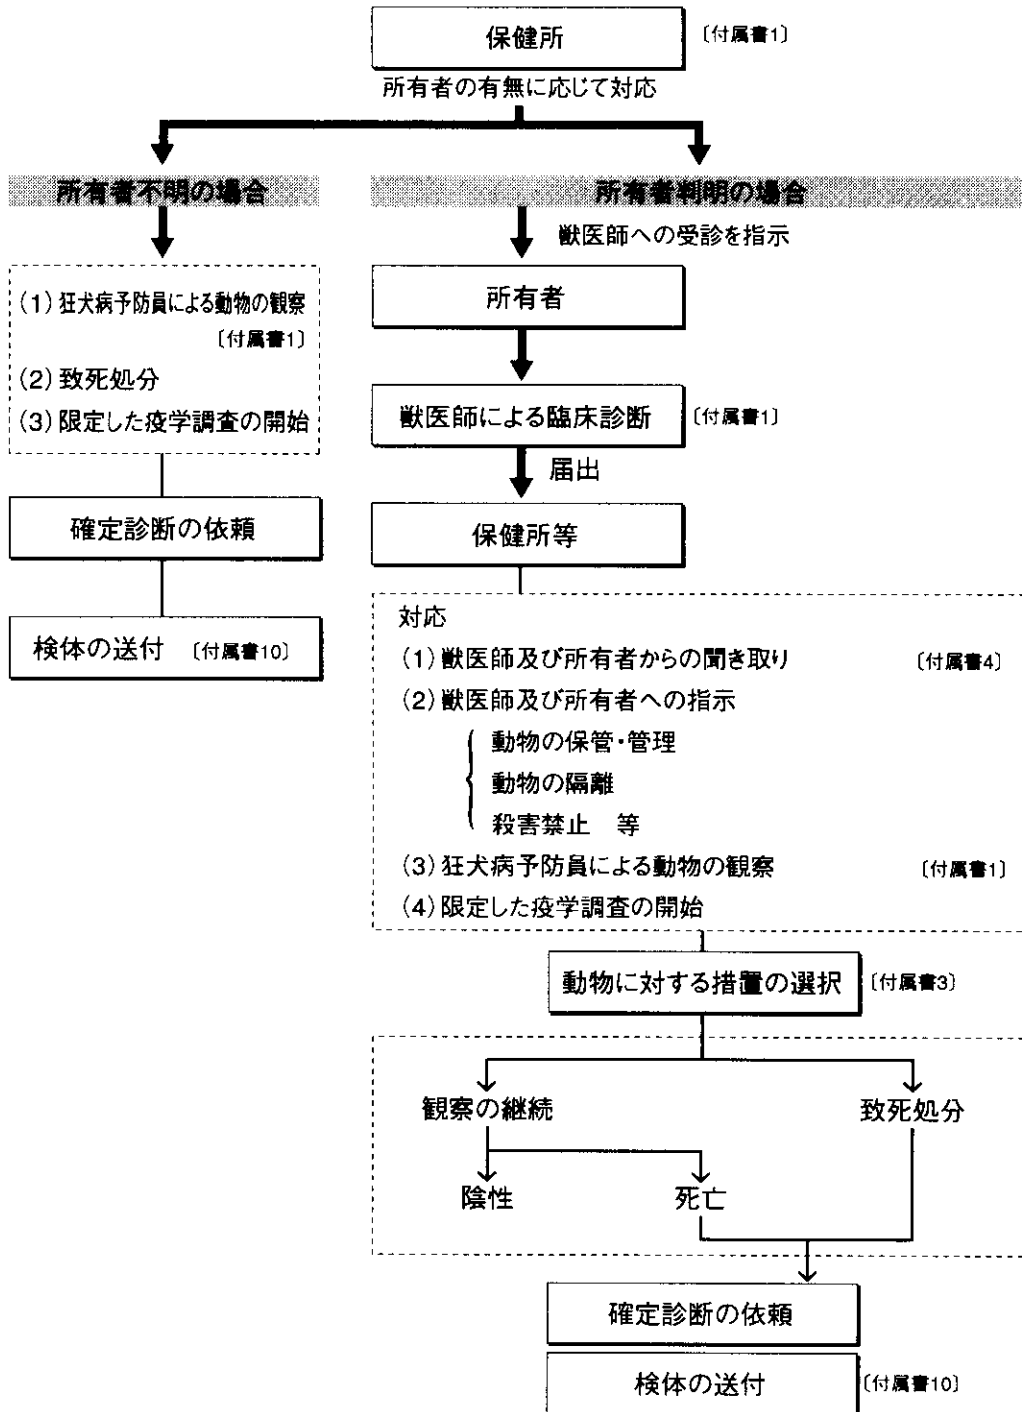 保健所 〔付属書1〕
所有者の有無に応じて対応
所有者不明の場合
(1)狂犬病予防員による動物の観察
〔付属書1〕
(2)致死処分
(3)限定した疫学調査の開始
確定診断の依頼
検体の送付 〔付属書10〕
所有者判明の場合
獣医師への受診を指示
所有者
獣医師による臨床診断 〔付属書1〕
届出
保健所等
対応
(1)獣医師及び所有者からの聞き取り 〔付属書4〕
(2)獣医師及び所有者への指示
動物の保管・管理
動物の隔離
殺害禁止 等
(3)狂犬病予防員による動物の観察 〔付属書1〕
(4)限定した疫学調査の開始
動物に対する措置の選択 〔付属書3〕
観察の継続 致死処分
陰性 死亡
確定診断の依頼
検体の送付 〔付属書10〕